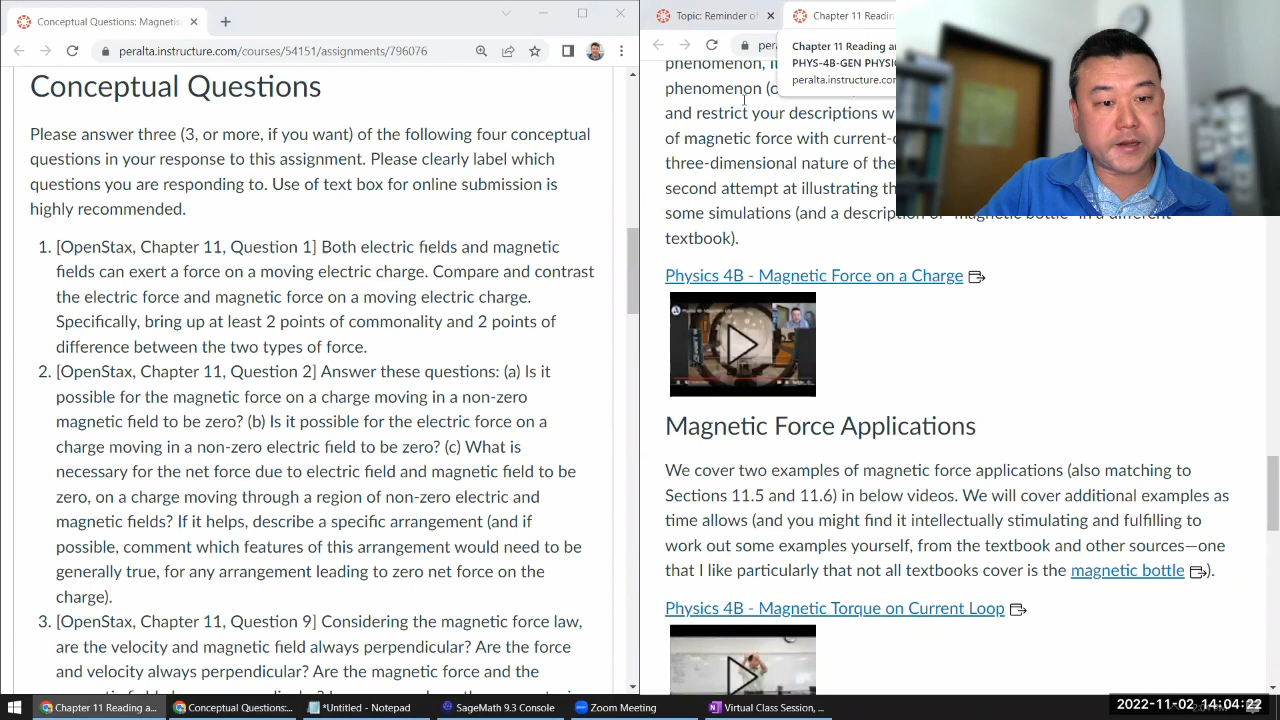 Conceptual Questions: Magnetis
peralta.instructure.com/courses/54151/assignments/796076
Conceptual Questions
Please answer three (3, or more, if you want) of the following four conceptual
questions in your response to this assignment. Please clearly label which
questions you are responding to. Use of text box for online submission is
highly recommended.
1. [OpenStax, Chapter 11, Question 1] Both electric fields and magnetic
fields can exert a force on a moving electric charge. Compare and contrast
the electric force and magnetic force on a moving electric charge.
Specifically, bring up at least 2 points of commonality and 2 points of
difference between the two types of force.
2. [OpenStax, Chapter 11, Question 2] Answer these questions: (a) Is it
possible for the magnetic force on a charge moving in a non-zero
magnetic field to be zero? (b) Is it possible for the electric force on a
charge moving in a non-zero electric field to be zero? (c) What is
necessary for the net force due to electric field and magnetic field to be
zero, on a charge moving through a region of non-zero electric and
magnetic fields? If it helps, describe a specific arrangement (and if
possible, comment which features of this arrangement would need to be
generally true, for any arrangement leading to zero net force on the
charge).
3. [OpenStax, Chapter 11, Question 9] Considering the magnetic force law,
are the velocity and magnetic field always perpendicular? Are the force
and velocity always perpendicular? Are the magnetic force and the
Topic: Reminder of
Chapter 11 Readin
pera
Chapter 11 Reading an
PHYS-4B-GEN PHYSIC
peralta.instructure.com
phenomenon, it
phenomenon (o
and restrict your descriptions w
of magnetic force with current-c
three-dimensional nature of the
second attempt at illustrating th
some simulations (and a description of "magnetic bottle" in a different
textbook).
Physics 4B - Magnetic Force on a Charge
Magnetic Force Applications
We cover two examples of magnetic force applications (also matching to
Sections 11.5 and 11.6) in below videos. We will cover additional examples as
time allows (and you might find it intellectually stimulating and fulfilling to
work out some examples yourself, from the textbook and other sources—one
that I like particularly that not all textbooks cover is the magnetic bottle ).
Physics 4B - Magnetic Torque on Current Loop
Chapter 11 Reading a...
Conceptual Questions:...
*Untitled - Notepad
SageMath 9.3 Console
Zoom Meeting
Virtual Class Session, ...
2022-11-02 14:04:22